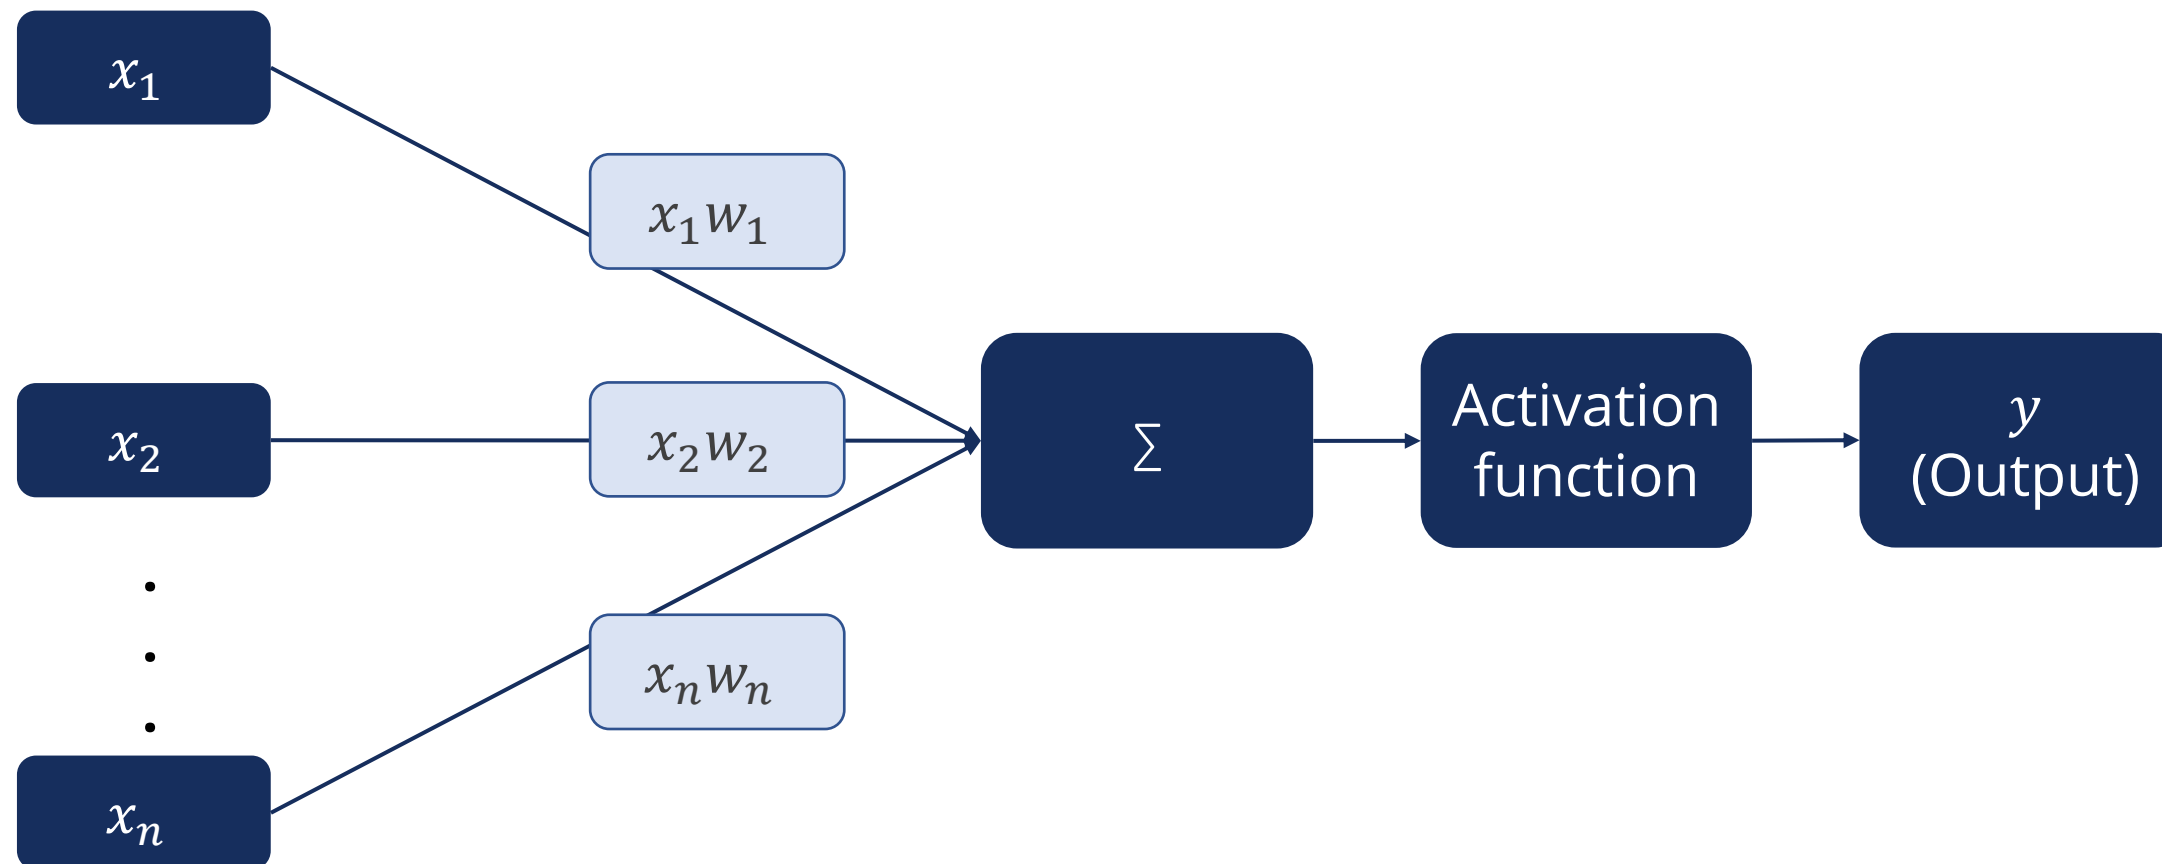 x₁
x₁w₁
x₂
x₂w₂
∑
Activation
function
y
(Output)
.
.
.
xₙwₙ
xₙ